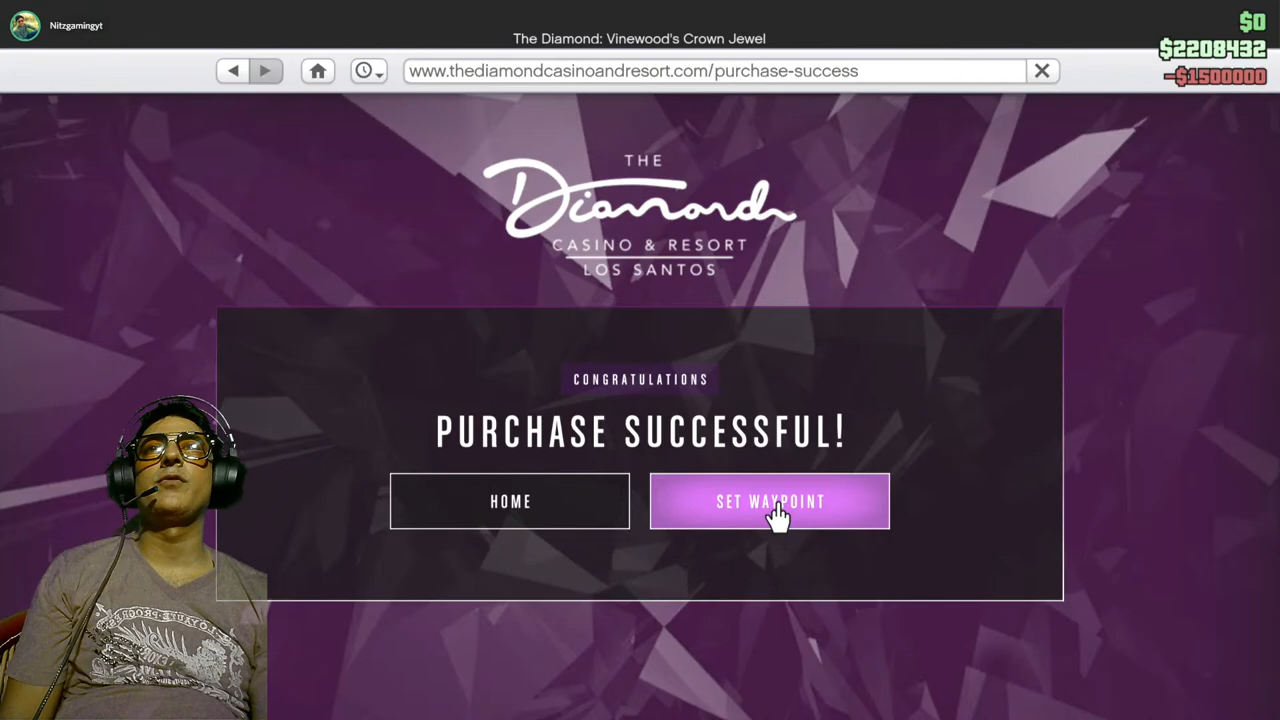 Nitzgamingyt
The Diamond: Vinewood's Crown Jewel
$0
$2208432
-$1500000
www.thediamondcasinoandresort.com/purchase-success
THE
Diamond
CASINO & RESORT
LOS SANTOS
CONGRATULATIONS
PURCHASE SUCCESSFUL!
HOME
SET WAYPOINT